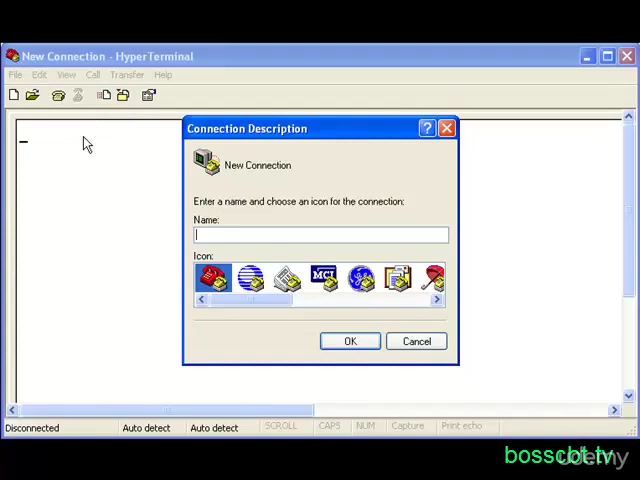 New Connection - HyperTerminal
File Edit View Call Transfer Help
Connection Description
New Connection
Enter a name and choose an icon for the connection:
Name:
Icon:
MCI
OK Cancel
Disconnected Auto detect Auto detect SCROLL CAPS NUM Capture Print echo
bosscbt.tv
udemy